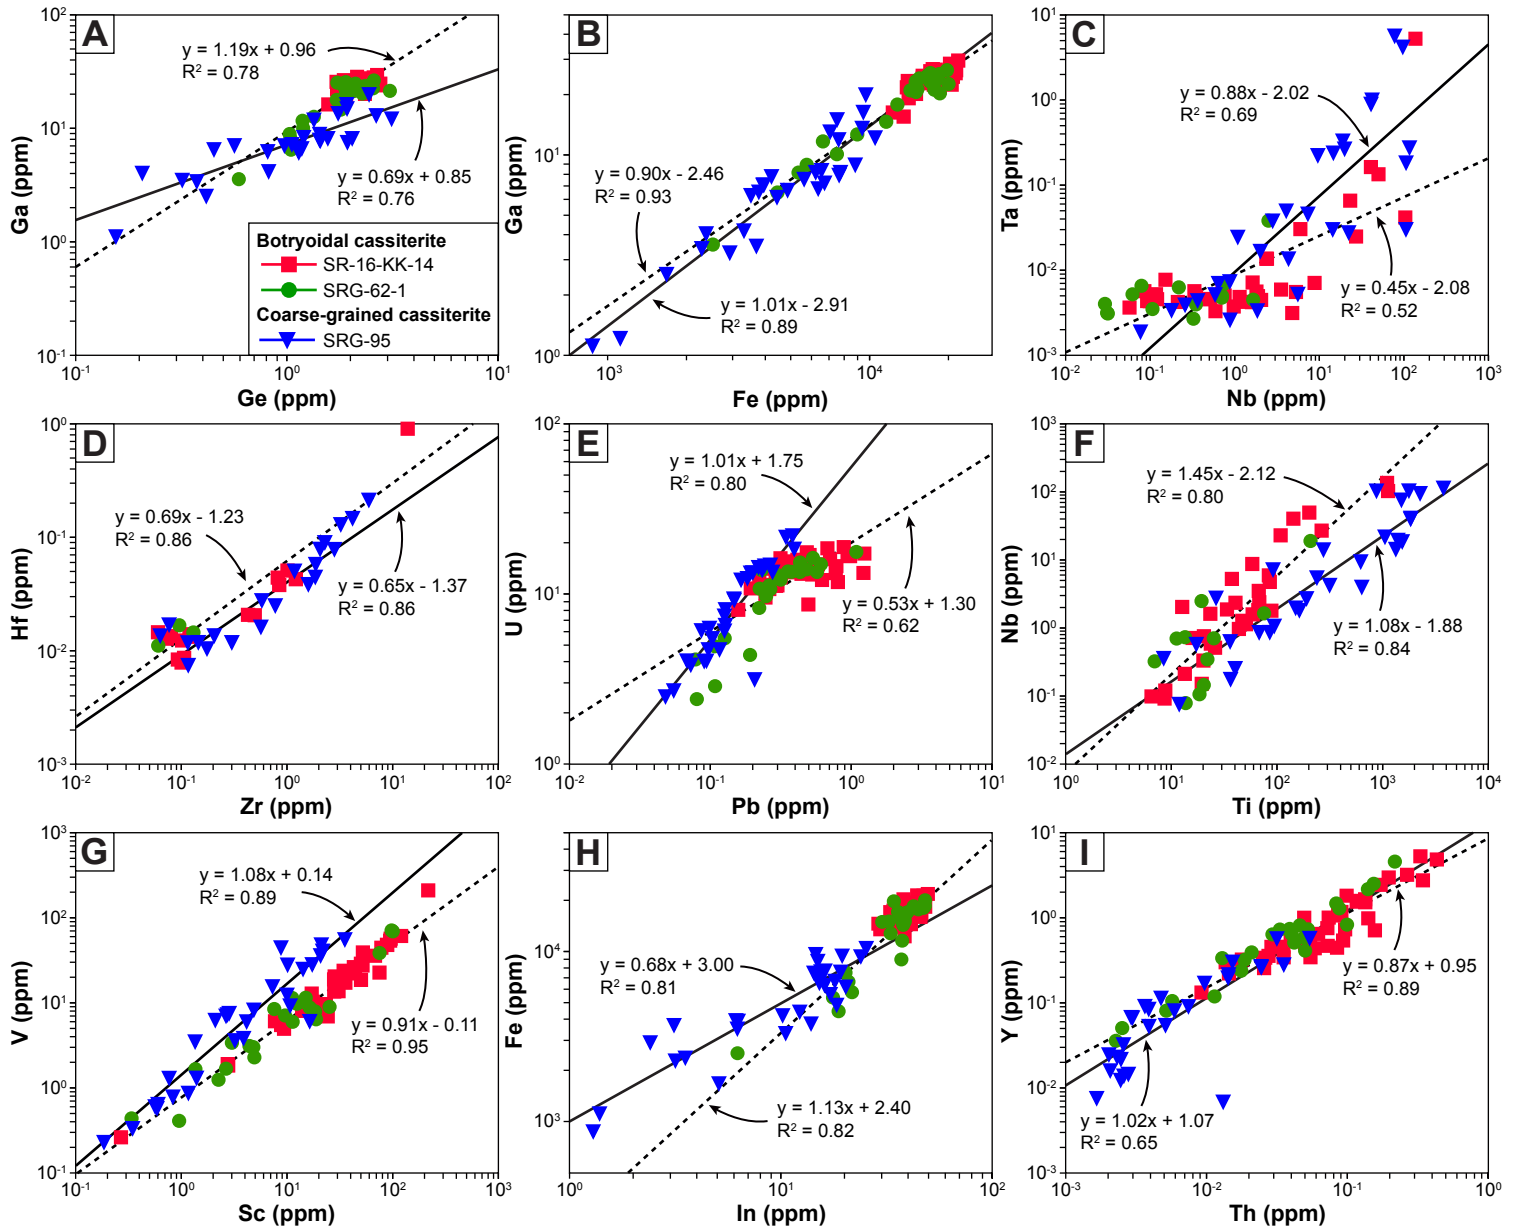 A
y = 1.19x + 0.96
R² = 0.78
y = 0.69x + 0.85
R² = 0.76
Botryoidal cassiterite
SR-16-KK-14
SRG-62-1
Coarse-grained cassiterite
SRG-95
10²
10¹
10⁰
10⁻¹
Ga (ppm)
10⁻¹ 10⁰ 10¹
Ge (ppm)
B
y = 0.90x - 2.46
R² = 0.93
y = 1.01x - 2.91
R² = 0.89
10¹
10⁰
Ga (ppm)
10³ 10⁴
Fe (ppm)
C
y = 0.88x - 2.02
R² = 0.69
y = 0.45x - 2.08
R² = 0.52
10¹
10⁰
10⁻¹
10⁻²
10⁻³
Ta (ppm)
10⁻² 10⁻¹ 10⁰ 10¹ 10² 10³
Nb (ppm)
D
y = 0.69x - 1.23
R² = 0.86
y = 0.65x - 1.37
R² = 0.86
10⁰
10⁻¹
10⁻²
10⁻³
Hf (ppm)
10⁻² 10⁻¹ 10⁰ 10¹ 10²
Zr (ppm)
E
y = 1.01x + 1.75
R² = 0.80
y = 0.53x + 1.30
R² = 0.62
10²
10¹
10⁰
U (ppm)
10⁻² 10⁻¹ 10⁰ 10¹
Pb (ppm)
F
y = 1.45x - 2.12
R² = 0.80
y = 1.08x - 1.88
R² = 0.84
10³
10²
10¹
10⁰
10⁻¹
10⁻²
Nb (ppm)
10⁰ 10¹ 10² 10³ 10⁴
Ti (ppm)
G
y = 1.08x + 0.14
R² = 0.89
y = 0.91x - 0.11
R² = 0.95
10³
10²
10¹
10⁰
10⁻¹
V (ppm)
10⁻¹ 10⁰ 10¹ 10² 10³
Sc (ppm)
H
y = 0.68x + 3.00
R² = 0.81
y = 1.13x + 2.40
R² = 0.82
10⁴
10³
Fe (ppm)
10⁰ 10¹ 10²
In (ppm)
I
y = 0.87x + 0.95
R² = 0.89
y = 1.02x + 1.07
R² = 0.65
10¹
10⁰
10⁻¹
10⁻²
10⁻³
Y (ppm)
10⁻³ 10⁻² 10⁻¹ 10⁰
Th (ppm)